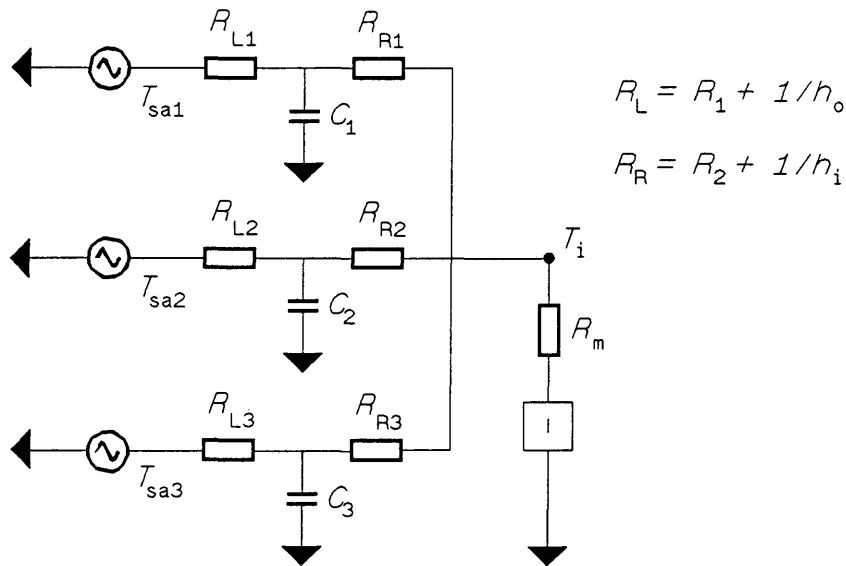 R_L1 R_R1
T_sa1
C_1
R_L = R_1 + 1/h_o
R_R = R_2 + 1/h_i
R_L2 R_R2
T_i
T_sa2
C_2
R_m
R_L3 R_R3
I
T_sa3
C_3